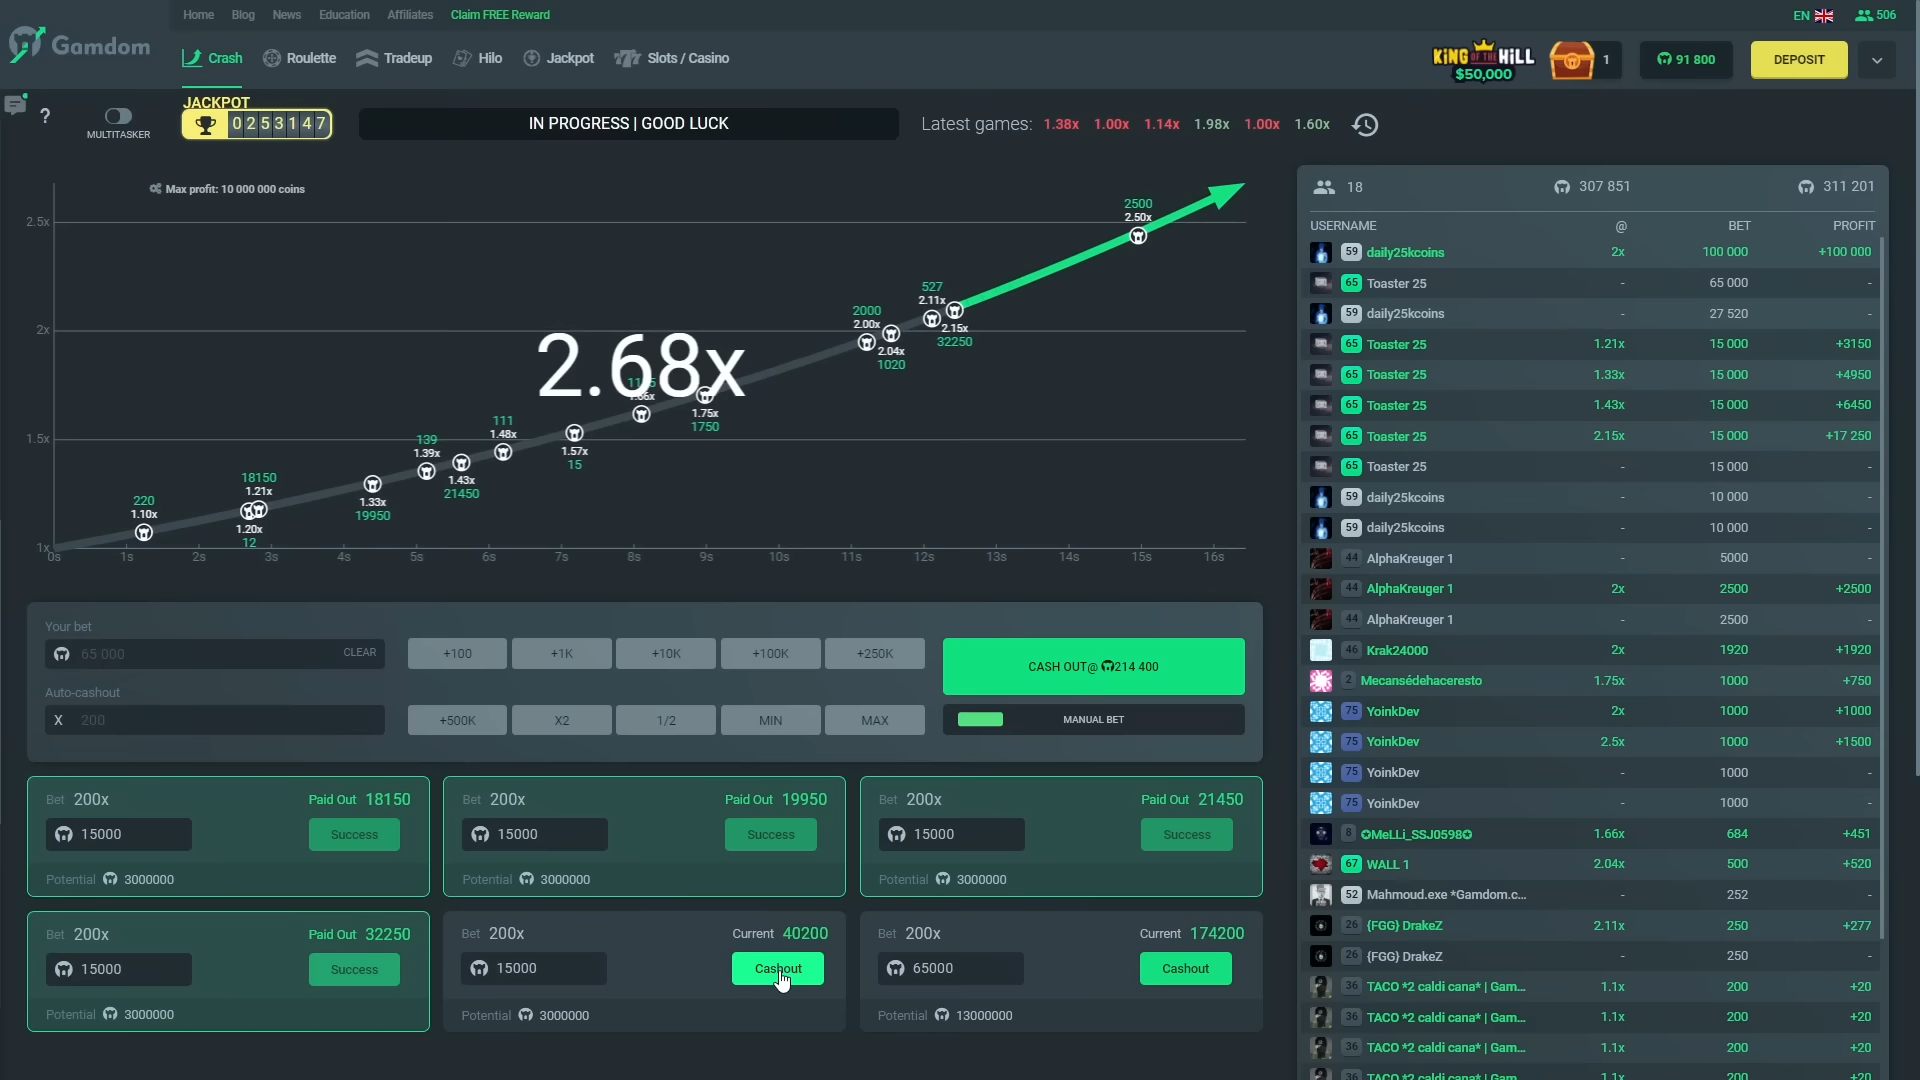 Home Blog News Education Affiliates Claim FREE Reward
EN 506
Gamdom
Crash Roulette Tradeup Hilo Jackpot Slots / Casino
KING OF THE HILL
$50,000
1
91 800
DEPOSIT
?
MULTITASKER
JACKPOT
0253147
IN PROGRESS | GOOD LUCK
Latest games: 1.38x 1.00x 1.14x 1.98x 1.00x 1.60x
Max profit: 10 000 000 coins
2.5x
2x
1.5x
1x
2.68x
220
1.10x
18150
1.21x
1.20x
12
1.33x
19950
139
1.39x
1.43x
21450
111
1.48x
1.57x
15
1.66x
1.75x
1750
2000
2.00x
2.04x
1020
527
2.11x
2.15x
32250
2500
2.50x
0s 1s 2s 3s 4s 5s 6s 7s 8s 9s 10s 11s 12s 13s 14s 15s 16s
Your bet
65 000 CLEAR
+100 +1K +10K +100K +250K
CASH OUT@ 214 400
Auto-cashout
X 200
+500K X2 1/2 MIN MAX
MANUAL BET
Bet 200x Paid Out 18150
15000 Success
Potential 3000000
Bet 200x Paid Out 19950
15000 Success
Potential 3000000
Bet 200x Paid Out 21450
15000 Success
Potential 3000000
Bet 200x Paid Out 32250
15000 Success
Potential 3000000
Bet 200x Current 40200
15000 Cashout
Potential 3000000
Bet 200x Current 174200
65000 Cashout
Potential 13000000
18 307 851 311 201
USERNAME @ BET PROFIT
59 daily25kcoins 2x 100 000 +100 000
65 Toaster 25 - 65 000 -
59 daily25kcoins - 27 520 -
65 Toaster 25 1.21x 15 000 +3150
65 Toaster 25 1.33x 15 000 +4950
65 Toaster 25 1.43x 15 000 +6450
65 Toaster 25 2.15x 15 000 +17 250
65 Toaster 25 - 15 000 -
59 daily25kcoins - 10 000 -
59 daily25kcoins - 10 000 -
44 AlphaKreuger 1 - 5000 -
44 AlphaKreuger 1 2x 2500 +2500
44 AlphaKreuger 1 - 2500 -
46 Krak24000 2x 1920 +1920
2 Mecansédehaceresto 1.75x 1000 +750
75 YoinkDev 2x 1000 +1000
75 YoinkDev 2.5x 1000 +1500
75 YoinkDev - 1000 -
75 YoinkDev - 1000 -
8 ✪MeLLi_SSJ0598✪ 1.66x 684 +451
67 WALL 1 2.04x 500 +520
52 Mahmoud.exe *Gamdom.c... - 252 -
26 {FGG} DrakeZ 2.11x 250 +277
26 {FGG} DrakeZ - 250 -
36 TACO *2 caldi cana* | Gam... 1.1x 200 +20
36 TACO *2 caldi cana* | Gam... 1.1x 200 +20
36 TACO *2 caldi cana* | Gam... 1.1x 200 +20
36 TACO *2 caldi cana* | Gam... 1.1x 200 +20